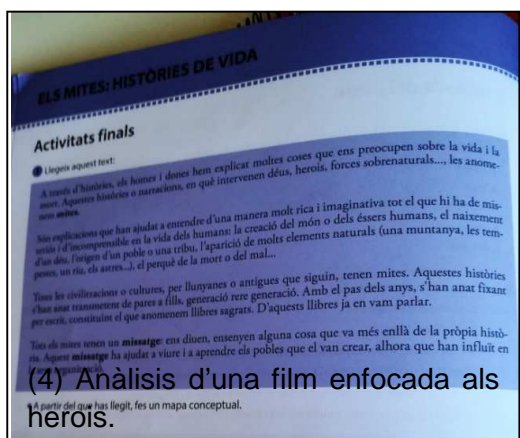 ELS MITES: HISTÒRIES DE VIDA
Activitats finals
Llegeix aquest text:
A través d'històries, els homes i dones hem explicat moltes coses que ens preocupen sobre la vida i la
mort. Aquestes històries o narracions, en què intervenen déus, herois, forces sobrenaturals..., les anome-
nem mites.
Són explicacions que han ajudat a entendre d'una manera molt rica i imaginativa tot el que hi ha de mis-
teriós i d'incomprensible en la vida dels humans: la creació del món o dels éssers humans, el naixement
d'un déu, l'origen d'un poble o una tribu, l'aparició de molts elements naturals (una muntanya, les tem-
pestes, un riu, els astres...), el perquè de la mort o del mal...
Totes les civilitzacions o cultures, per llunyanes o antigues que siguin, tenen mites. Aquestes històries
s'han anat transmetent de pares a fills, generació rere generació. Amb el pas dels anys, s'han anat fixant
per escrit, constituint el que anomenem llibres sagrats. D'aquests llibres ja en vam parlar.
Tots els mites tenen un missatge: ens diuen, ensenyen alguna cosa que va més enllà de la pròpia histò-
ria. Aquest missatge ha ajudat a viure i a aprendre els pobles que el van crear, alhora que han influït en
organització.
(4) Anàlisis d'una film enfocada als
A partir del que has llegit, fes un mapa conceptual.
herois.